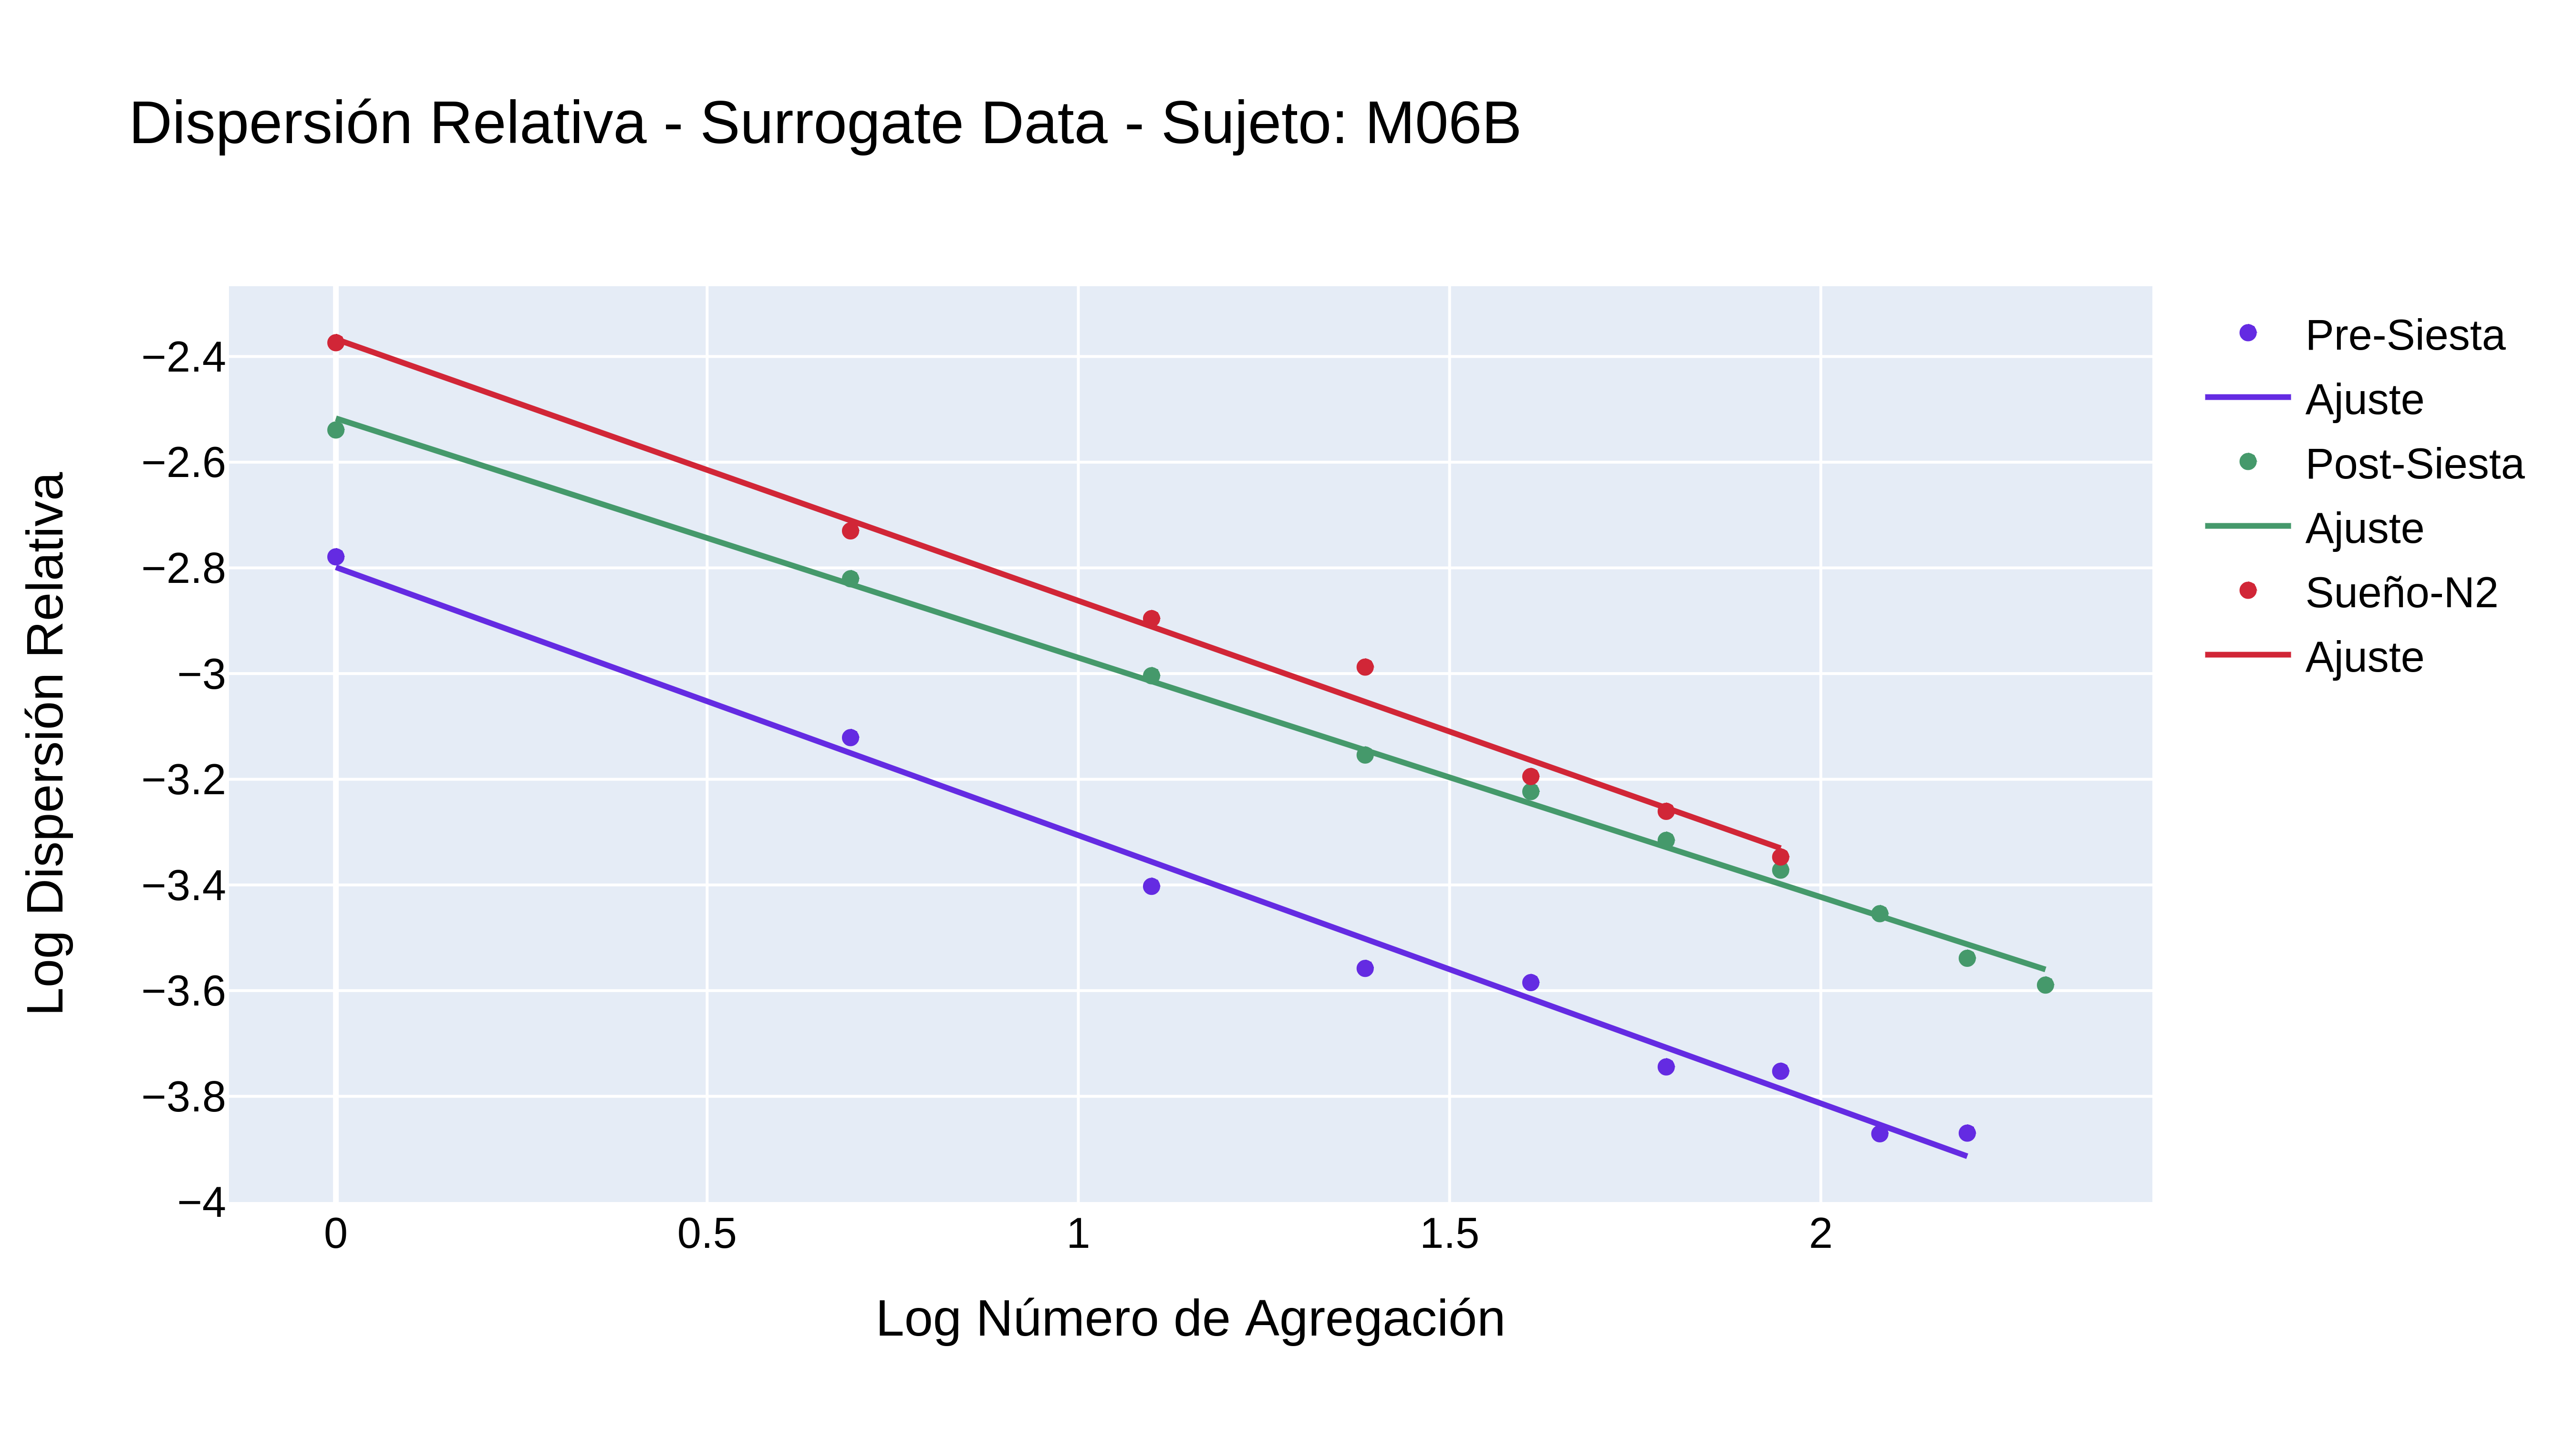 Dispersión Relativa - Surrogate Data - Sujeto: M06B
Log Dispersión Relativa
−2.4
−2.6
−2.8
−3
−3.2
−3.4
−3.6
−3.8
−4
0
0.5
1
1.5
2
Log Número de Agregación
Pre-Siesta
Ajuste
Post-Siesta
Ajuste
Sueño-N2
Ajuste